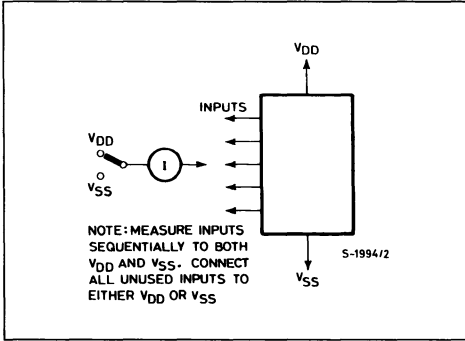 VDD
INPUTS
VDD
I
VSS
NOTE: MEASURE INPUTS
SEQUENTIALLY TO BOTH
VDD AND VSS. CONNECT
ALL UNUSED INPUTS TO
EITHER VDD OR VSS
S-1994/2
VSS